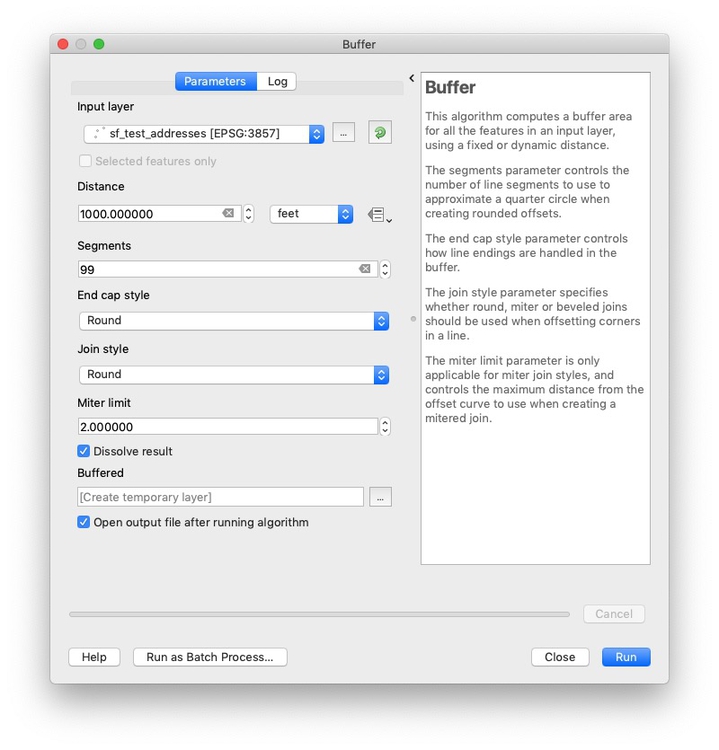 Buffer
Parameters
Log
Input layer
sf_test_addresses [EPSG:3857]
...
Selected features only
Distance
1000.000000
feet
Segments
99
End cap style
Round
Join style
Round
Miter limit
2.000000
Dissolve result
Buffered
[Create temporary layer]
...
Open output file after running algorithm
Buffer
This algorithm computes a buffer area
for all the features in an input layer,
using a fixed or dynamic distance.
The segments parameter controls the
number of line segments to use to
approximate a quarter circle when
creating rounded offsets.
The end cap style parameter controls
how line endings are handled in the
buffer.
The join style parameter specifies
whether round, miter or beveled joins
should be used when offsetting corners
in a line.
The miter limit parameter is only
applicable for miter join styles, and
controls the maximum distance from the
offset curve to use when creating a
mitered join.
Cancel
Help
Run as Batch Process...
Close
Run